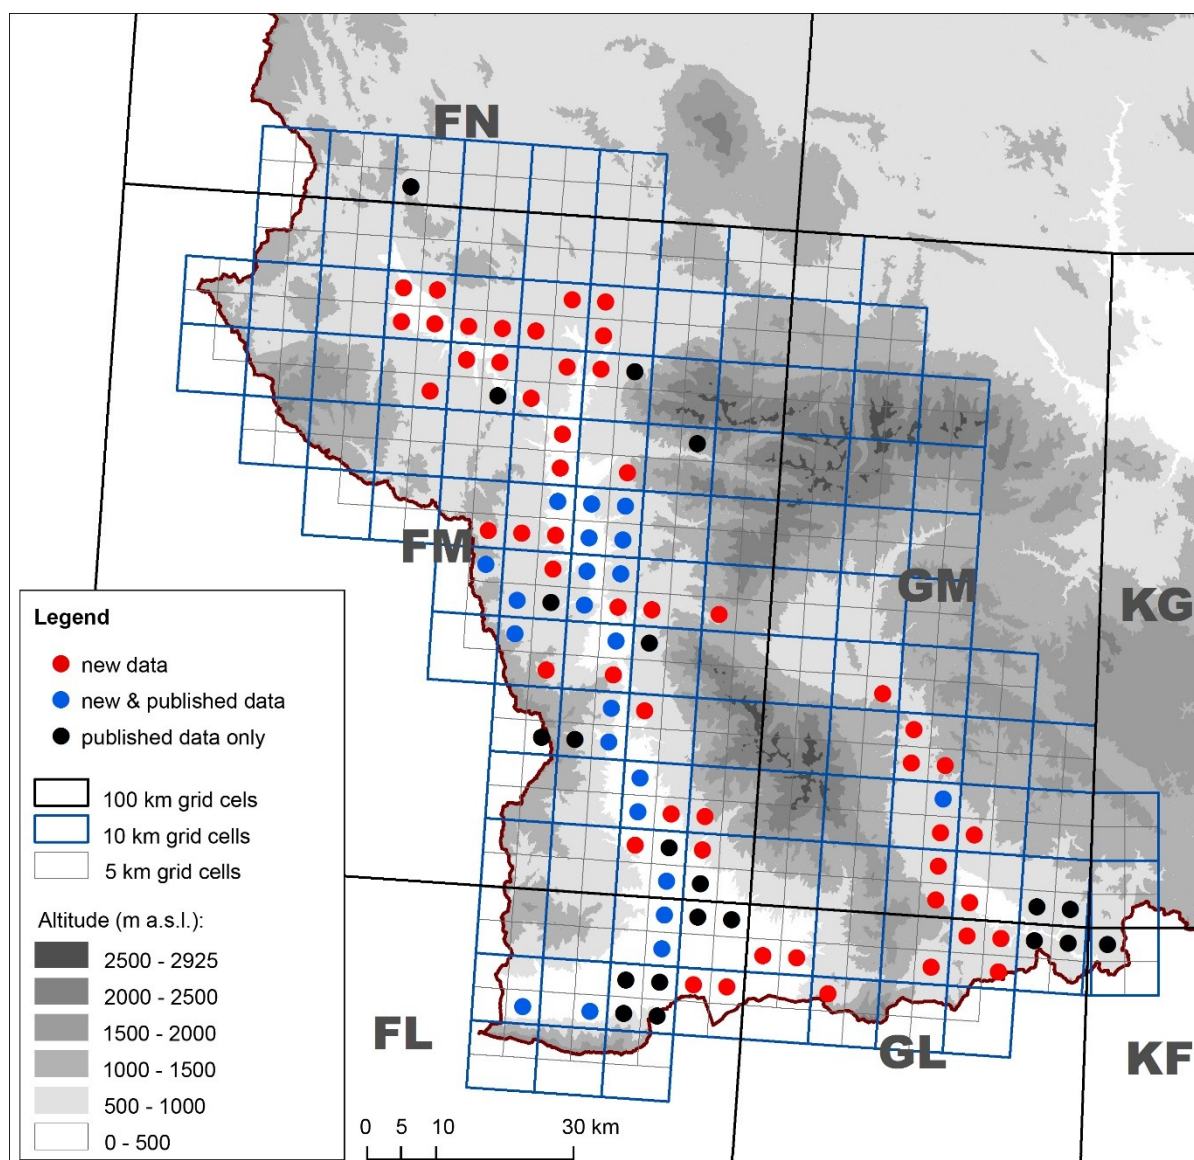 FN
FM
GM
KG
Legend
new data
new & published data
published data only
100 km grid cels
10 km grid cells
5 km grid cells
Altitude (m a.s.l.):
2500 - 2925
2000 - 2500
1500 - 2000
1000 - 1500
500 - 1000
0 - 500
FL
GL
KF
0 5 10 30 km